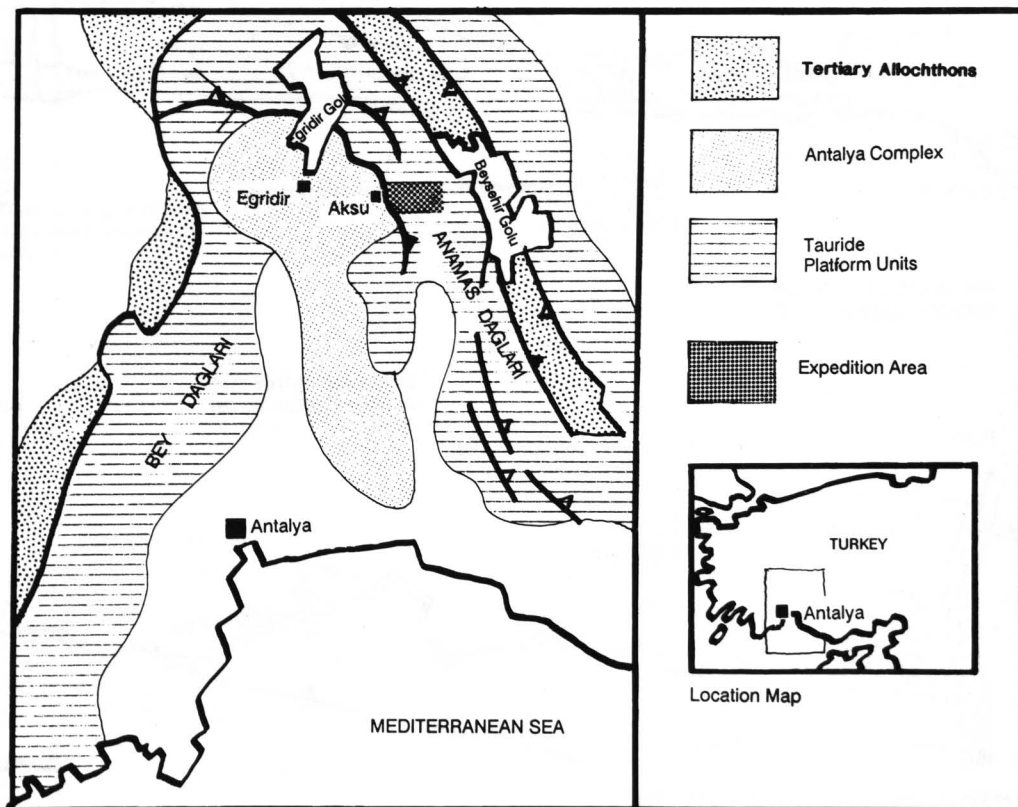 Egridir Golu
Beysehir Golu
Egridir
Aksu
ANAMAS DAGLARI
BEY DAGLARI
Antalya
MEDITERRANEAN SEA
Tertiary Allochthons
Antalya Complex
Tauride
Platform Units
Expedition Area
TURKEY
Antalya
Location Map